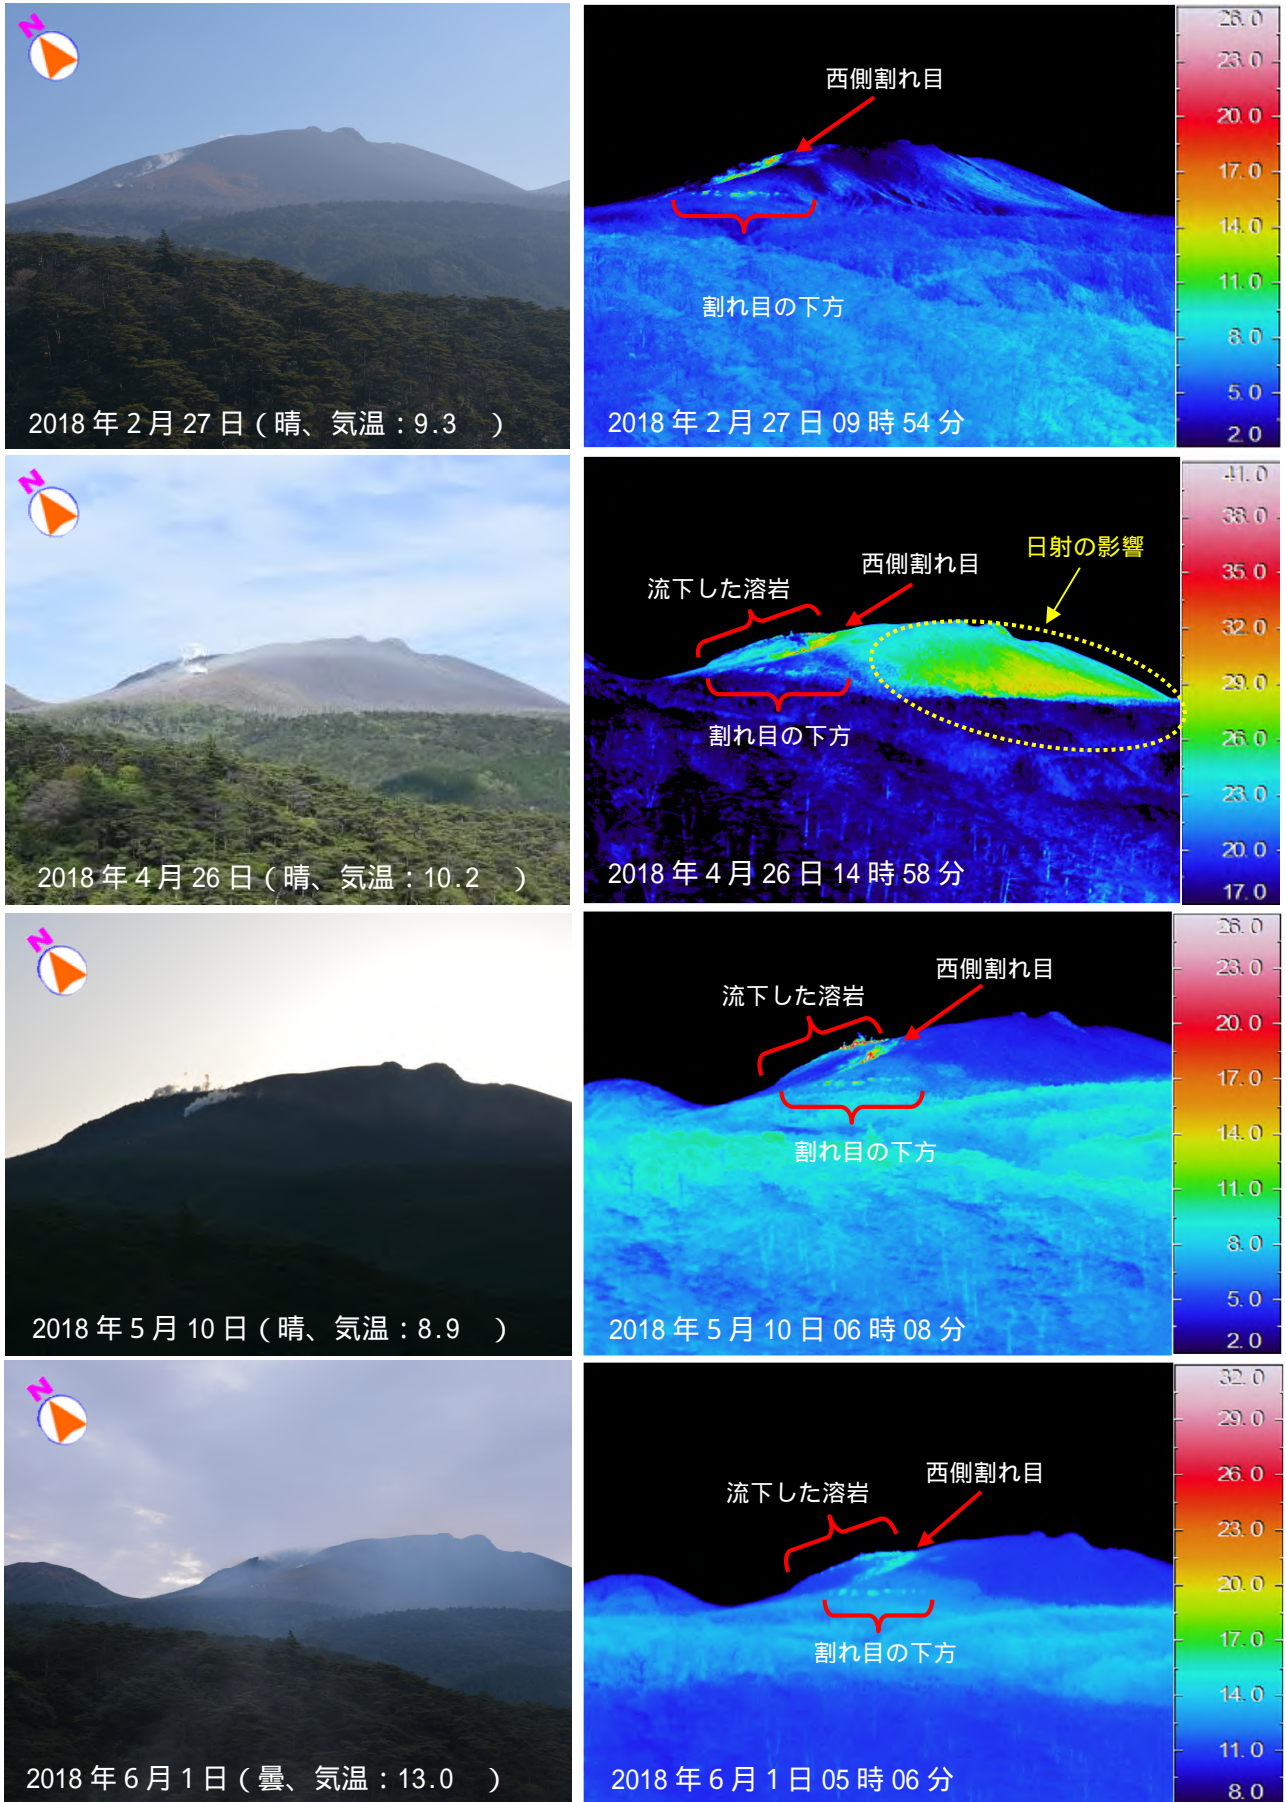 N
2018年2月27日(晴、気温:9.3 )
西側割れ目
割れ目の下方
2018年2月27日09時54分
26.0
23.0
20.0
17.0
14.0
11.0
8.0
5.0
2.0
N
2018年4月26日(晴、気温:10.2 )
日射の影響
西側割れ目
流下した溶岩
割れ目の下方
2018年4月26日14時58分
41.0
38.0
35.0
32.0
29.0
26.0
23.0
20.0
17.0
N
2018年5月10日(晴、気温:8.9 )
西側割れ目
流下した溶岩
割れ目の下方
2018年5月10日06時08分
26.0
23.0
20.0
17.0
14.0
11.0
8.0
5.0
2.0
N
2018年6月1日(曇、気温:13.0 )
西側割れ目
流下した溶岩
割れ目の下方
2018年6月1日05時06分
32.0
29.0
26.0
23.0
20.0
17.0
14.0
11.0
8.0